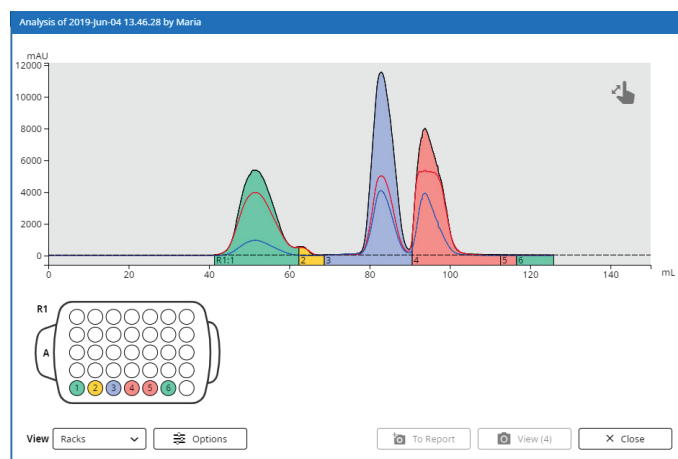 Analysis of 2019-Jun-04 13.46.28 by Maria
mAU
12000
10000
8000
6000
4000
2000
0
R1:1 2 3 4 5 6
0 20 40 60 80 100 120 140 mL
R1
A
1 2 3 4 5 6
View Racks Options To Report View (4) Close